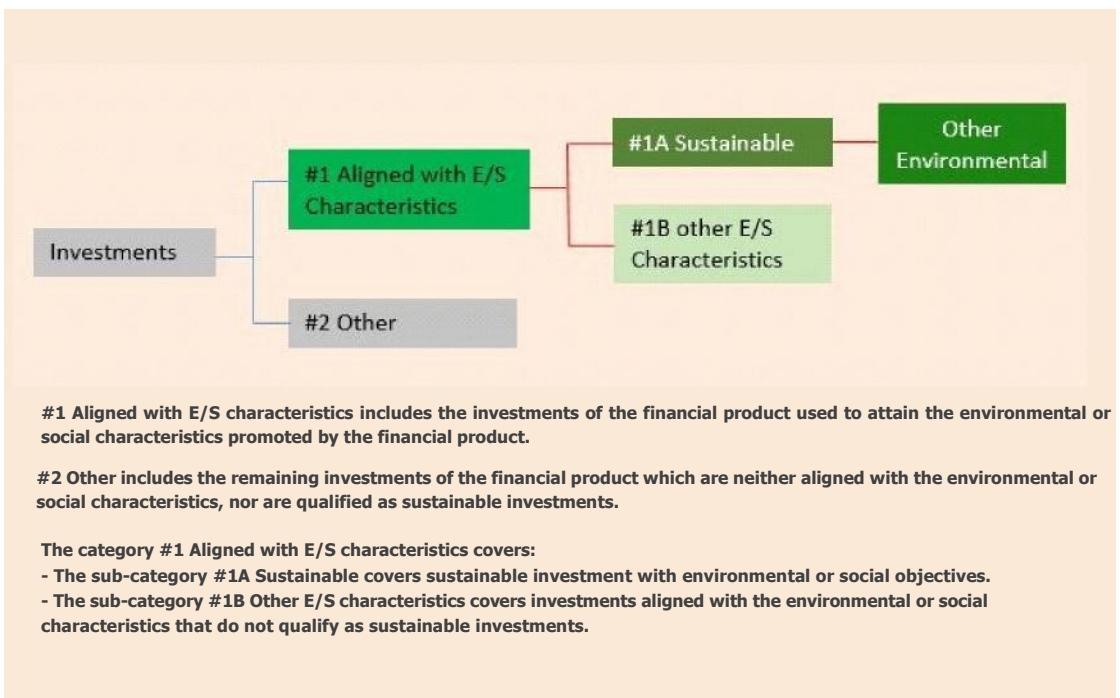 Other
Environmental
#1A Sustainable
#1 Aligned with E/S
Characteristics
#1B other E/S
Characteristics
Investments
#2 Other
#1 Aligned with E/S characteristics includes the investments of the financial product used to attain the environmental or
social characteristics promoted by the financial product.
#2 Other includes the remaining investments of the financial product which are neither aligned with the environmental or
social characteristics, nor are qualified as sustainable investments.
The category #1 Aligned with E/S characteristics covers:
- The sub-category #1A Sustainable covers sustainable investment with environmental or social objectives.
- The sub-category #1B Other E/S characteristics covers investments aligned with the environmental or social
characteristics that do not qualify as sustainable investments.